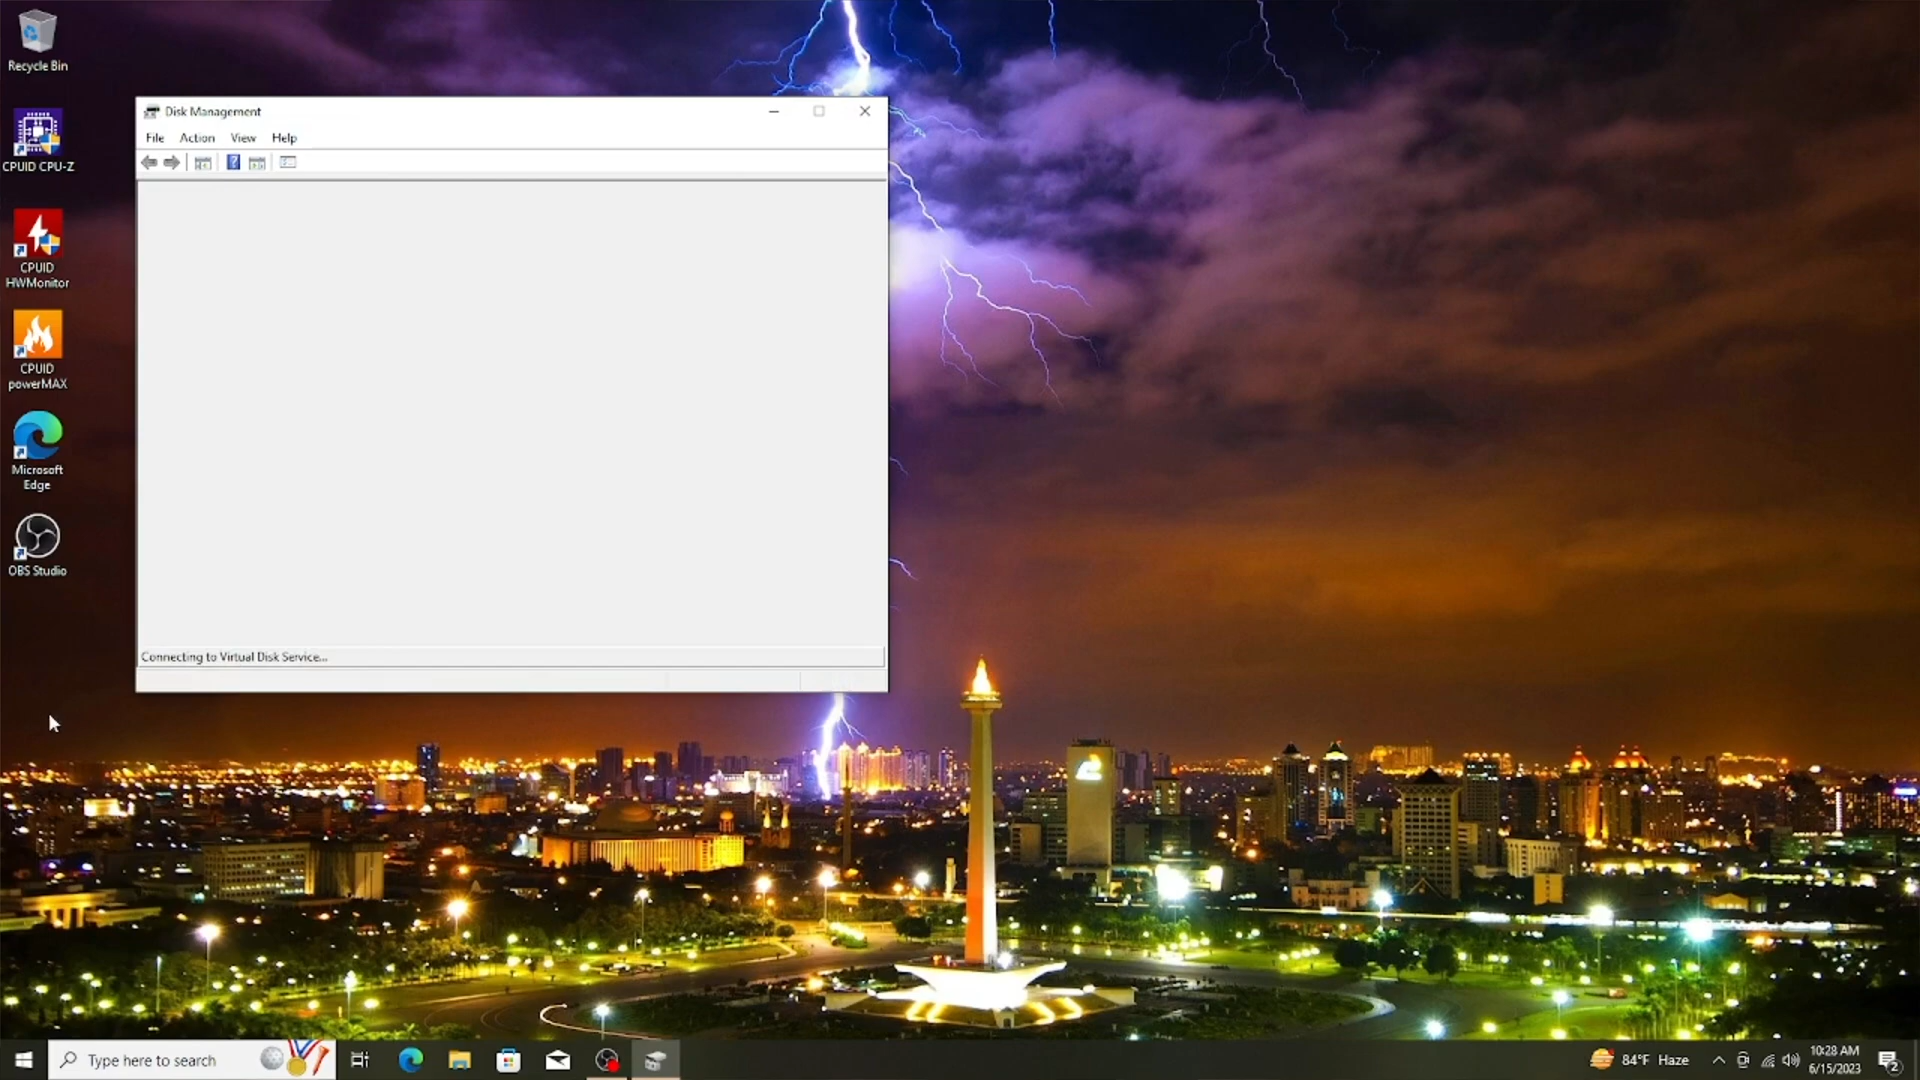 Recycle Bin
CPUID CPU-Z
CPUID
HWMonitor
CPUID
powerMAX
Microsoft
Edge
OBS Studio
Disk Management
File Action View Help
Connecting to Virtual Disk Service...
Type here to search
84°F Haze
10:28 AM
6/15/2023
2